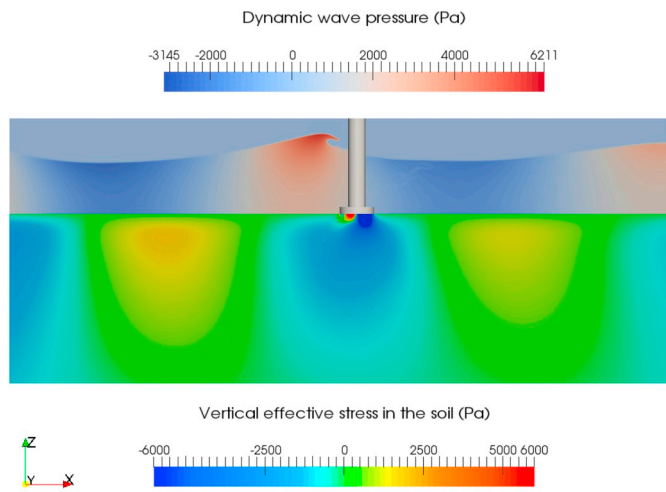 Dynamic wave pressure (Pa)
-3145 -2000 0 2000 4000 6211
Vertical effective stress in the soil (Pa)
-6000 -2500 0 2500 5000 6000
Z
Y X